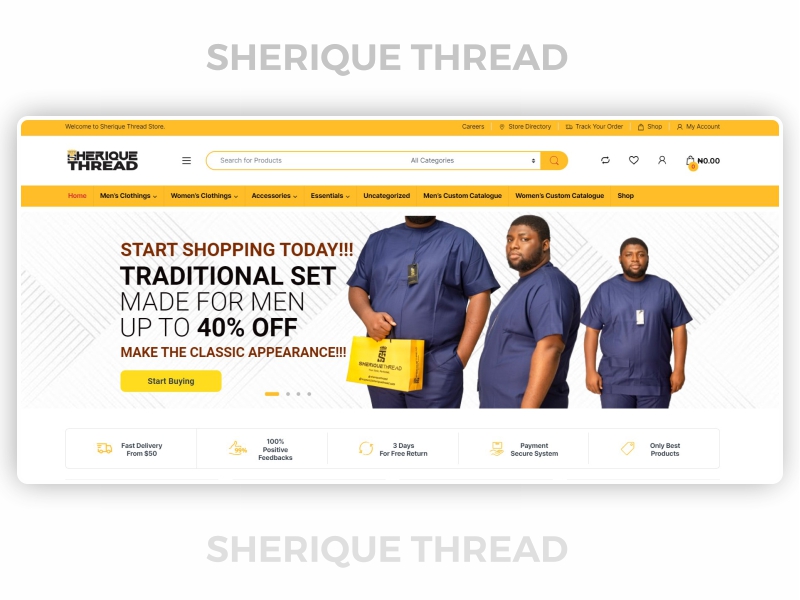 SHERIQUE THREAD
Welcome to Sherique Thread Store.
Careers
Store Directory
Track Your Order
Shop
My Account
SHERIQUE
THREAD
Search for Products
All Categories
0
₦0.00
Home
Men's Clothings
Women's Clothings
Accessories
Essentials
Uncategorized
Men's Custom Catalogue
Women's Custom Catalogue
Shop
START SHOPPING TODAY!!!
TRADITIONAL SET
MADE FOR MEN
UP TO 40% OFF
MAKE THE CLASSIC APPEARANCE!!!
Start Buying
SHERIQUETHREAD
Fast Delivery
From $50
99%
100%
Positive
Feedbacks
3 Days
For Free Return
Payment
Secure System
Only Best
Products
SHERIQUE THREAD